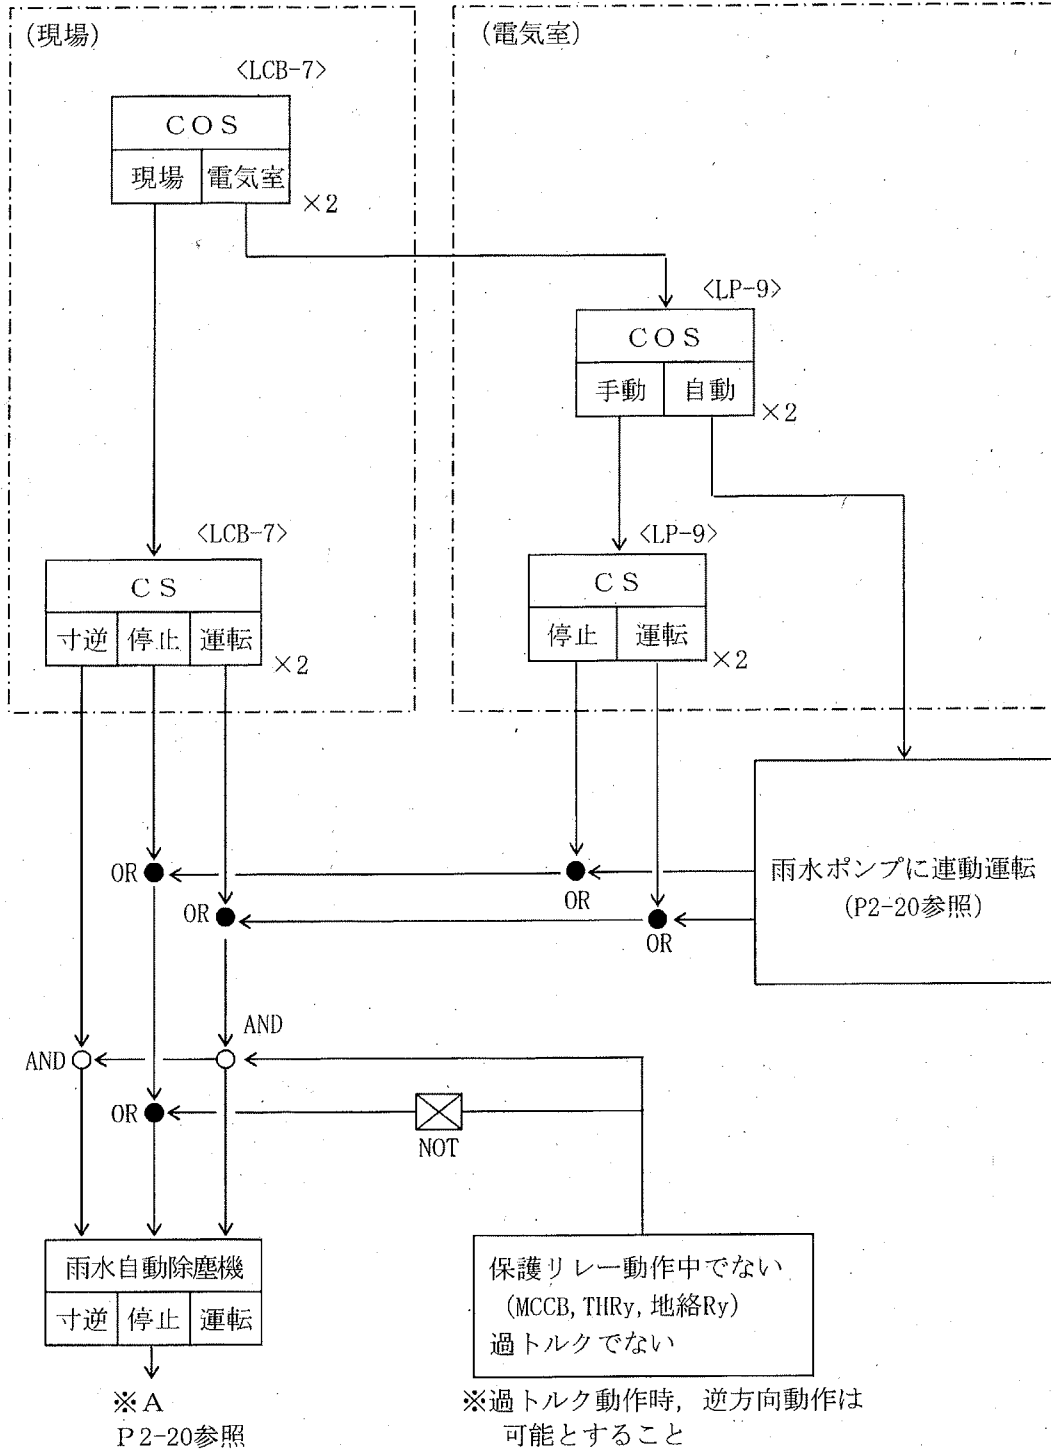 (現場)
(電気室)
<LCB-7>
COS
現場 電気室
×2
<LP-9>
COS
手動 自動
×2
<LCB-7>
CS
寸逆 停止 運転
×2
<LP-9>
CS
停止 運転
×2
雨水ポンプに連動運転
(P2-20参照)
OR
OR
OR
OR
AND
AND
OR
NOT
雨水自動除塵機
寸逆 停止 運転
保護リレー動作中でない
(MCCB, THRy, 地絡Ry)
過トルクでない
※A
P2-20参照
※過トルク動作時, 逆方向動作は
可能とすること